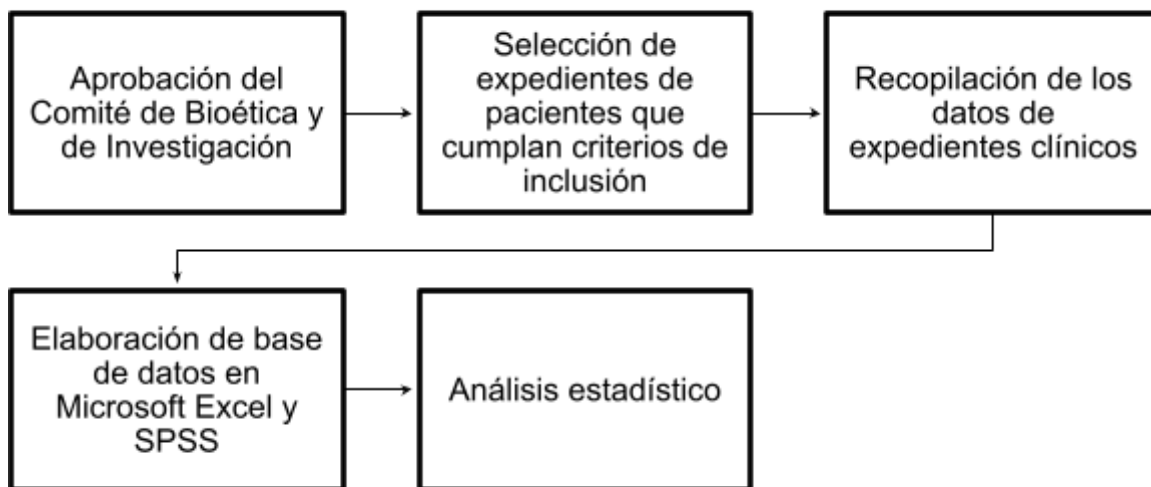 Aprobación del
Comité de Bioética y
de Investigación
Selección de
expedientes de
pacientes que
cumplan criterios de
inclusión
Recopilación de los
datos de
expedientes clínicos
Elaboración de base
de datos en
Microsoft Excel y
SPSS
Análisis estadístico